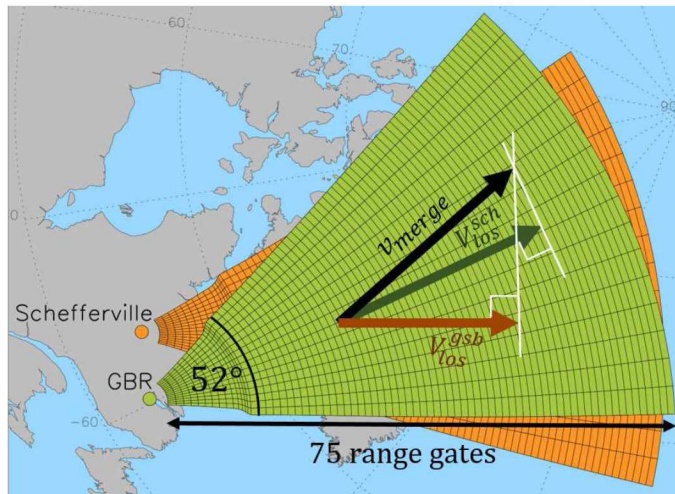 60
70
90
v_merge
V_los^sch
0
Schefferville
V_los^gsb
GBR
52°
−60
75 range gates